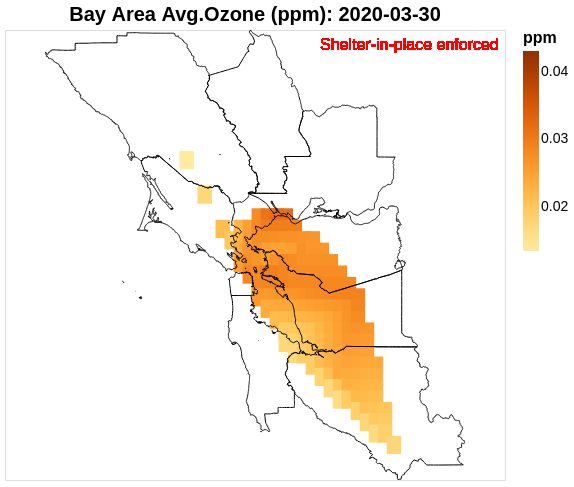 Bay Area Avg.Ozone (ppm): 2020-03-30
Shelter-in-place enforced
ppm
0.04
0.03
0.02